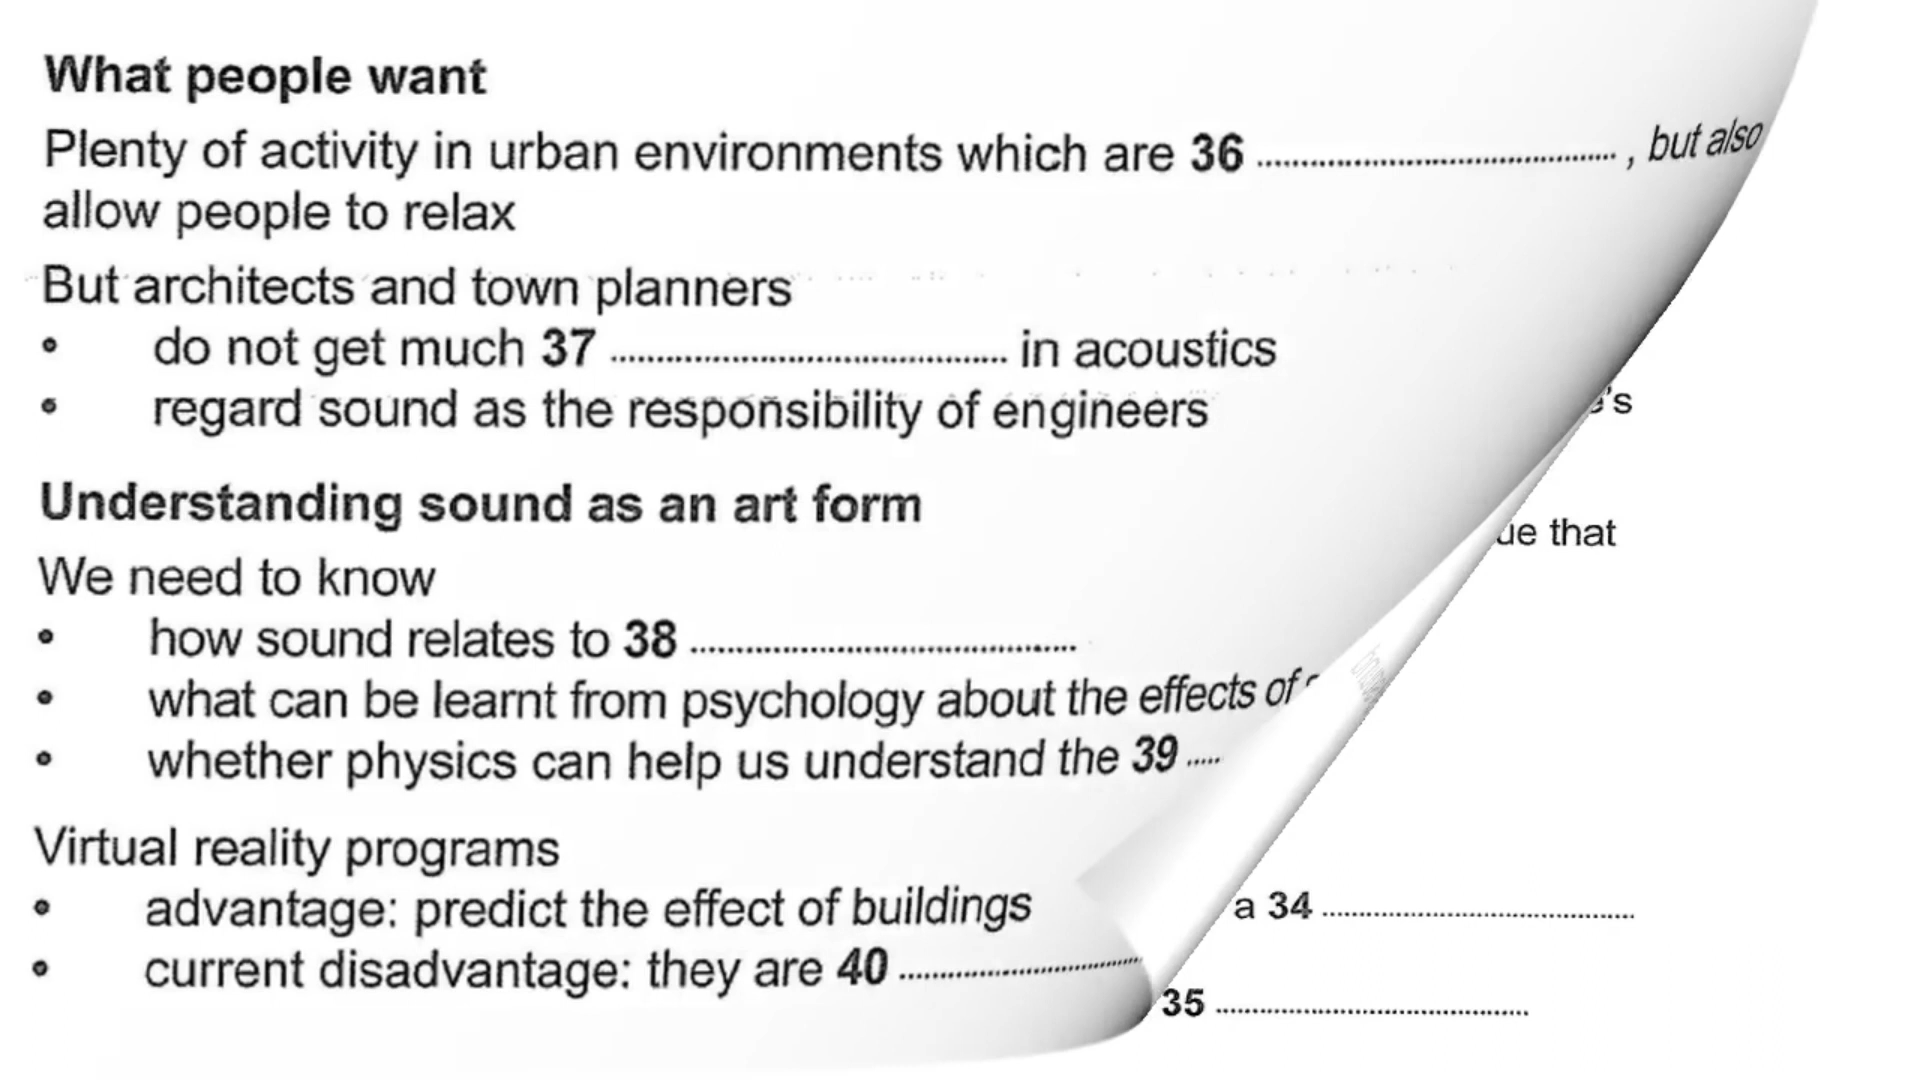 What people want
Plenty of activity in urban environments which are 36 ........................................ , but also
allow people to relax
But architects and town planners
• do not get much 37 ........................................ in acoustics
• regard sound as the responsibility of engineers
Understanding sound as an art form
We need to know
• how sound relates to 38 ........................................
• what can be learnt from psychology about the effects of
• whether physics can help us understand the 39 .....
Virtual reality programs
• advantage: predict the effect of buildings
• current disadvantage: they are 40 ........................................
that
a 34 ........................................
35 ........................................